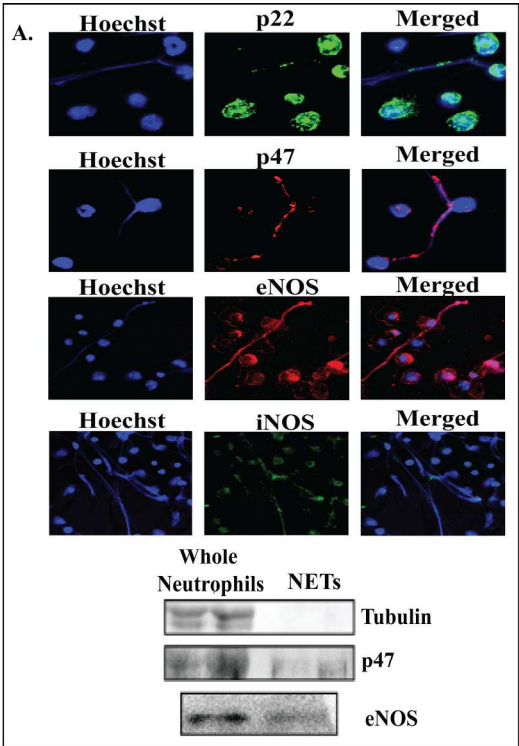 A.
Hoechst p22 Merged
Hoechst p47 Merged
Hoechst eNOS Merged
Hoechst iNOS Merged
Whole
Neutrophils NETs
Tubulin
p47
eNOS